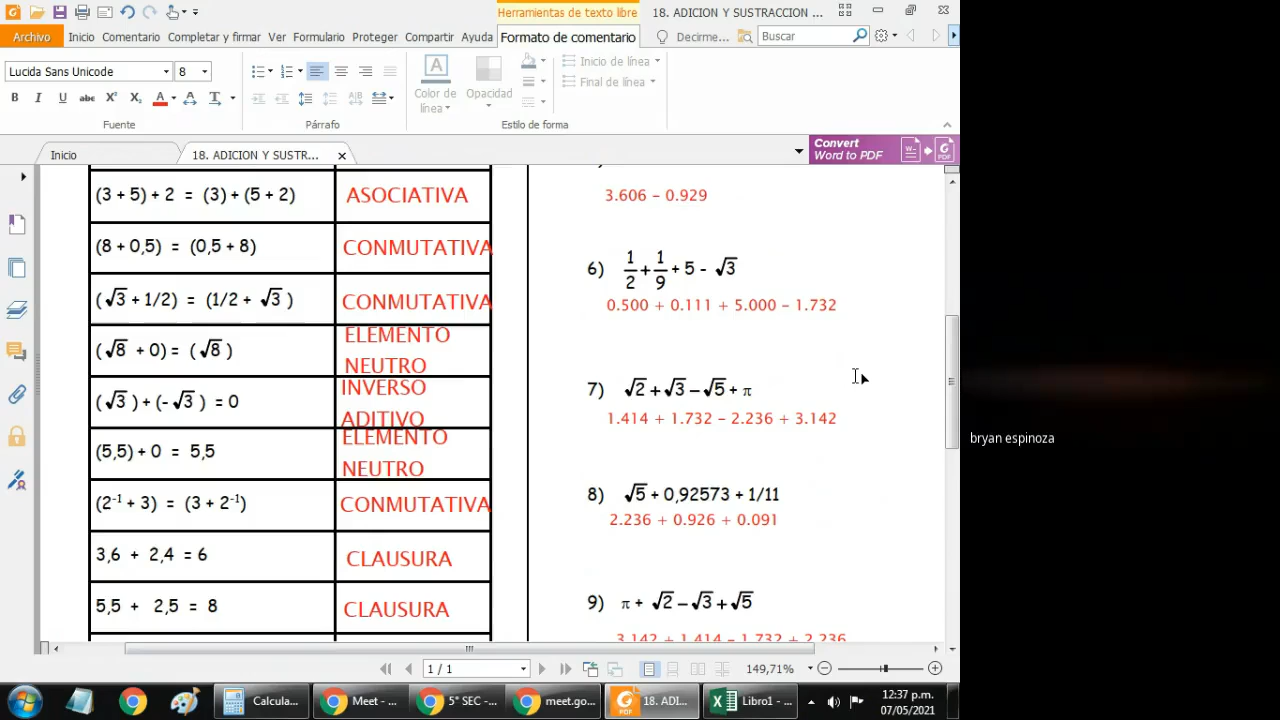 Herramientas de texto libre
18. ADICION Y SUSTRACCION ...
Archivo Inicio Comentario Completar y firmar Ver Formulario Proteger Compartir Ayuda Formato de comentario Decirme... Buscar
Lucida Sans Unicode 8
Color de línea
Opacidad
Inicio de línea
Final de línea
Fuente Párrafo Estilo de forma
Inicio 18. ADICION Y SUSTR... x
Convert
Word to PDF
(3 + 5) + 2 = (3) + (5 + 2) ASOCIATIVA
(8 + 0,5) = (0,5 + 8) CONMUTATIVA
(√3 + 1/2) = (1/2 + √3 ) CONMUTATIVA
(√8 + 0) = (√8 ) ELEMENTO
NEUTRO
(√3 ) + (- √3 ) = 0 INVERSO
ADITIVO
(5,5) + 0 = 5,5 ELEMENTO
NEUTRO
(2⁻¹ + 3) = (3 + 2⁻¹) CONMUTATIVA
3,6 + 2,4 = 6 CLAUSURA
5,5 + 2,5 = 8 CLAUSURA
3.606 – 0.929
6) 1/2 + 1/9 + 5 - √3
0.500 + 0.111 + 5.000 – 1.732
7) √2 + √3 – √5 + π
1.414 + 1.732 – 2.236 + 3.142
8) √5 + 0,92573 + 1/11
2.236 + 0.926 + 0.091
9) π + √2 – √3 + √5
3.142 + 1.414 – 1.732 + 2.236
bryan espinoza
1 / 1
149,71%
Calcula...
Meet - ...
5° SEC -...
meet.go...
18. ADI...
Libro1 - ...
12:37 p.m.
07/05/2021